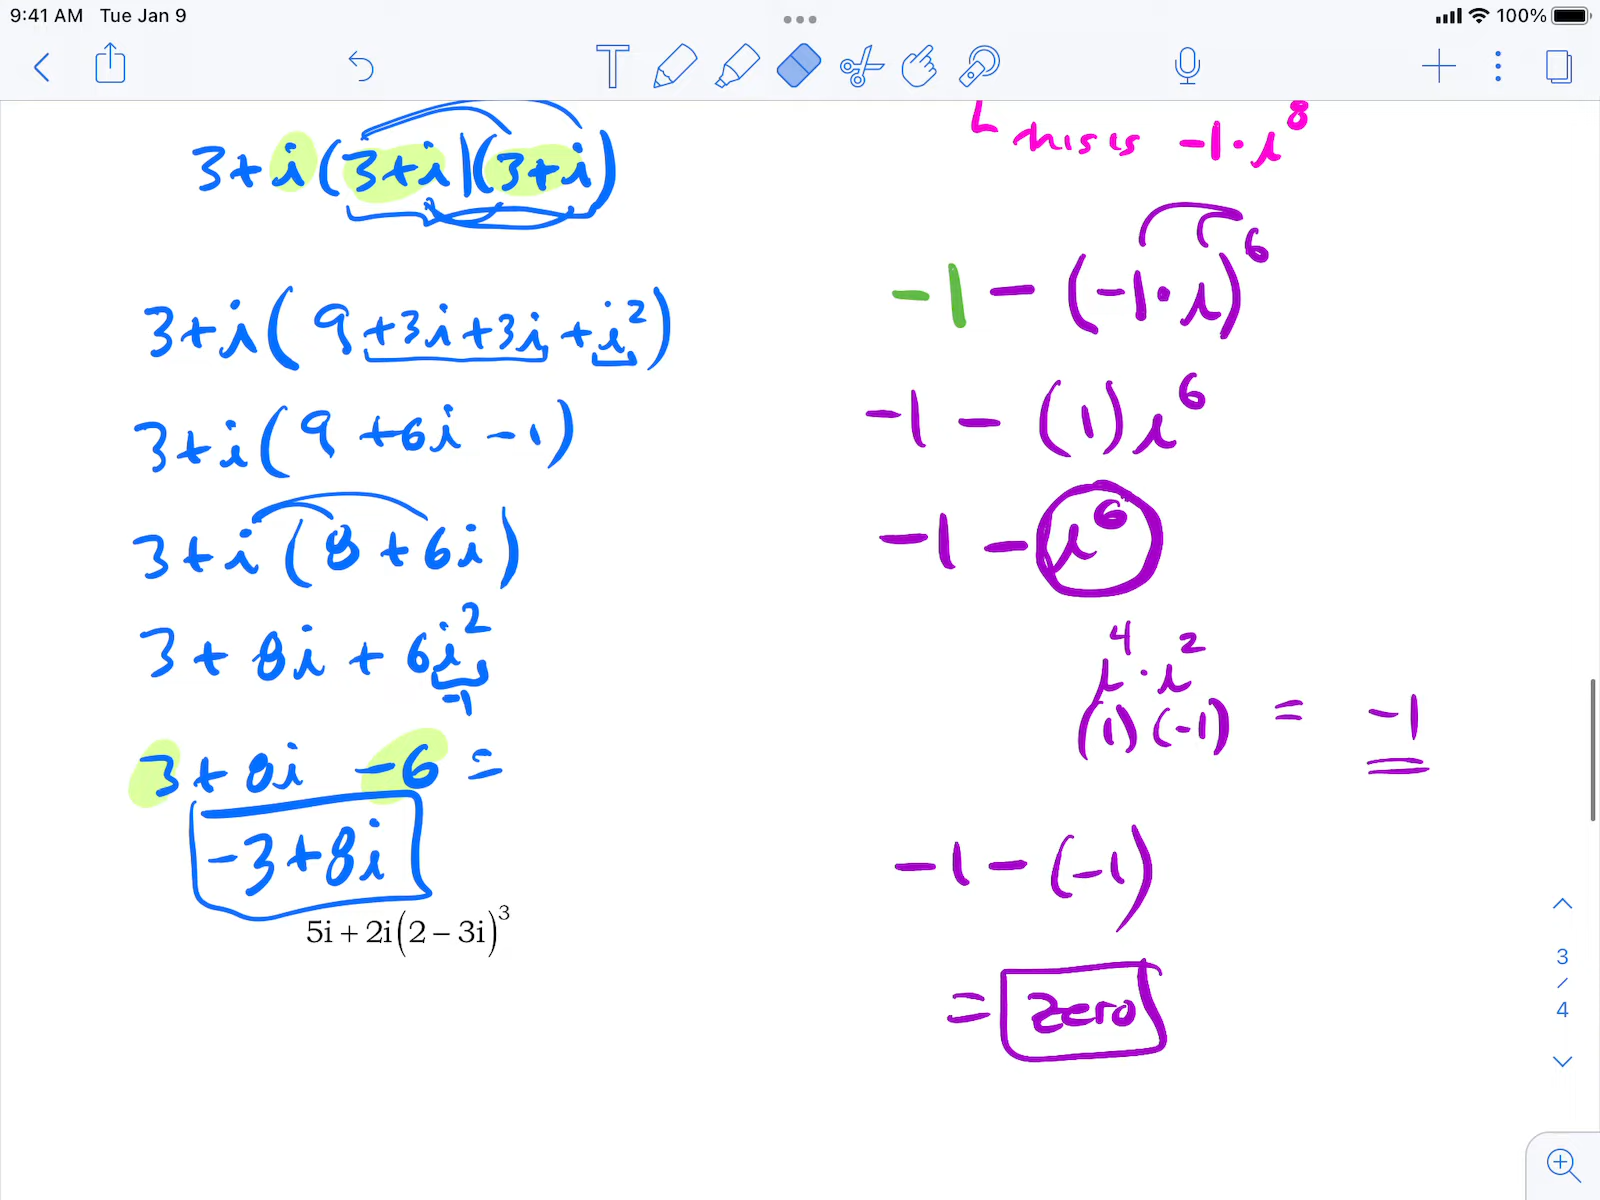 9:41 AM Tue Jan 9
100%
3+i(3+i)(3+i)
3+i(9+3i+3i+i²)
3+i(9+6i-1)
3+i(8+6i)
3+8i+6i²
-1
3+8i-6=
-3+8i
5i+2i(2-3i)³
this is -1·i⁸
-1-(-1·i)⁶
-1-(1)i⁶
-1-i⁶
i⁴·i²
(1)(-1) = -1
-1-(-1)
= zero
3
/
4